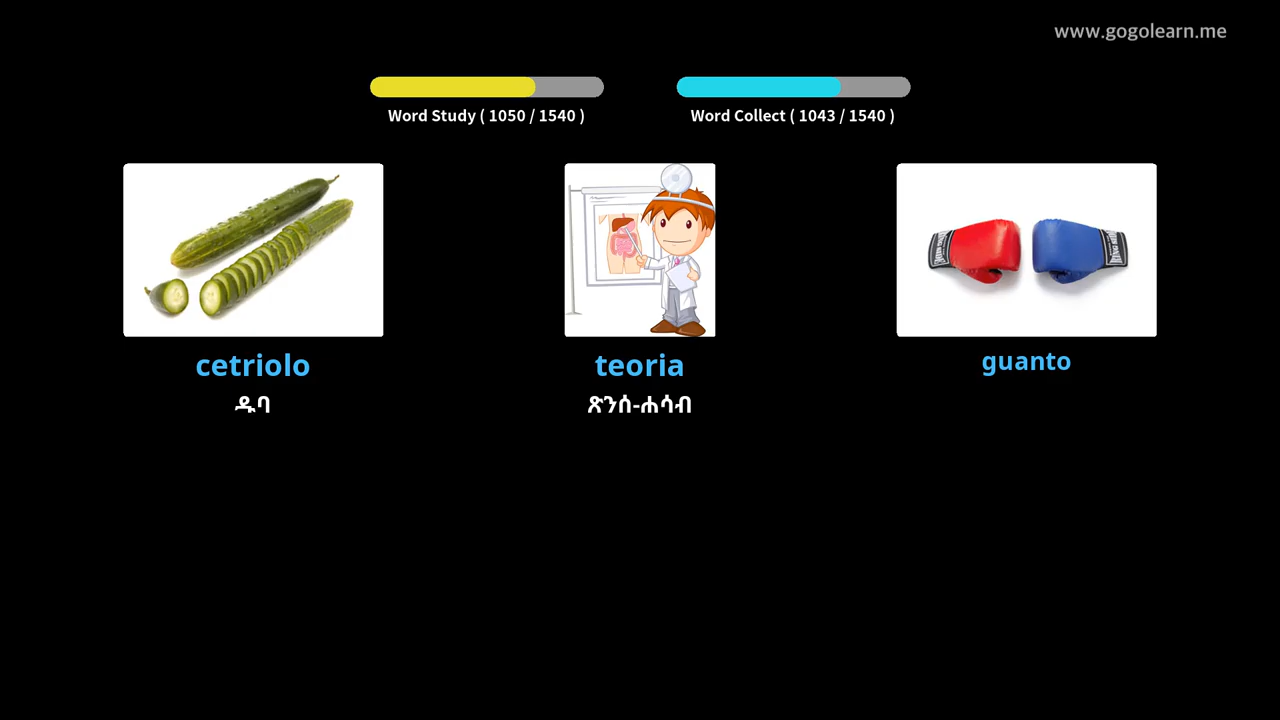 www.gogolearn.me
Word Study ( 1050 / 1540 )
Word Collect ( 1043 / 1540 )
cetriolo
teoria
guanto
ዱባ
ጽንሰ-ሐሳብ